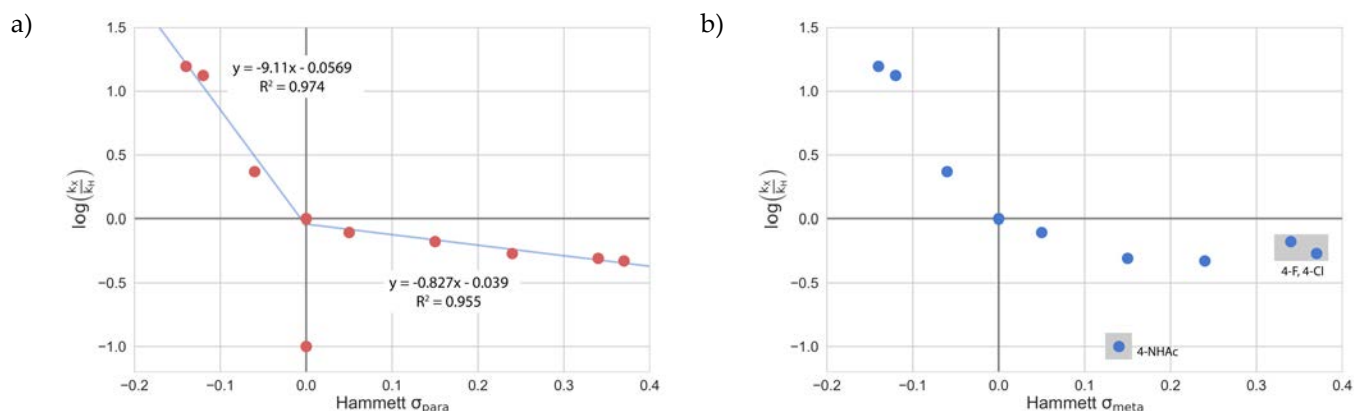 a)
1.5
1.0
0.5
0.0
−0.5
−1.0
log(kₓ/k_H)
y = -9.11x - 0.0569
R² = 0.974
y = -0.827x - 0.039
R² = 0.955
−0.2 −0.1 0.0 0.1 0.2 0.3 0.4
Hammett σpara
b)
1.5
1.0
0.5
0.0
−0.5
−1.0
log(kₓ/k_H)
4-F, 4-Cl
4-NHAc
−0.2 −0.1 0.0 0.1 0.2 0.3 0.4
Hammett σmeta